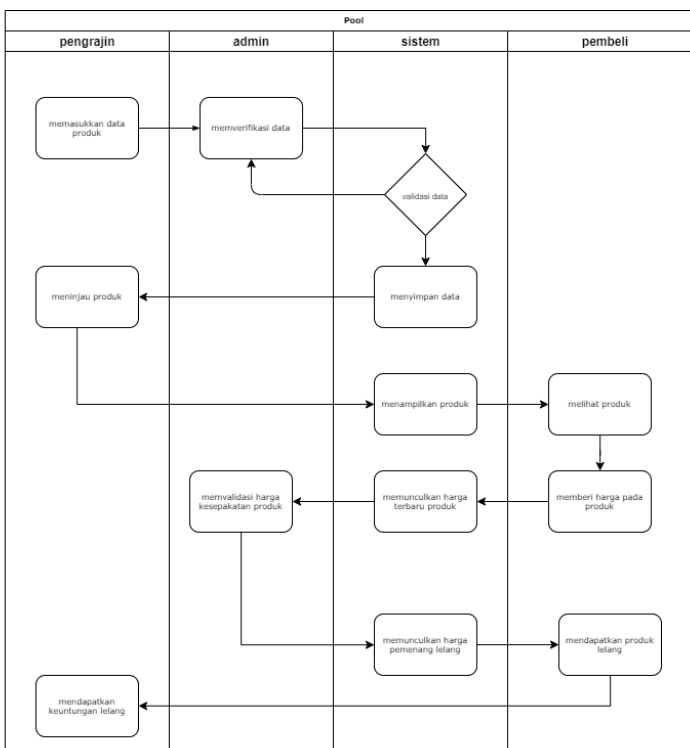 Pool
pengrajin
admin
sistem
pembeli
memasukkan data
produk
memverifikasi data
validasi data
meninjau produk
menyimpan data
menampilkan produk
melihat produk
memvalidasi harga
kesepakatan produk
memunculkan harga
terbaru produk
memberi harga pada
produk
memunculkan harga
pemenang lelang
mendapatkan produk
lelang
mendapatkan
keuntungan lelang